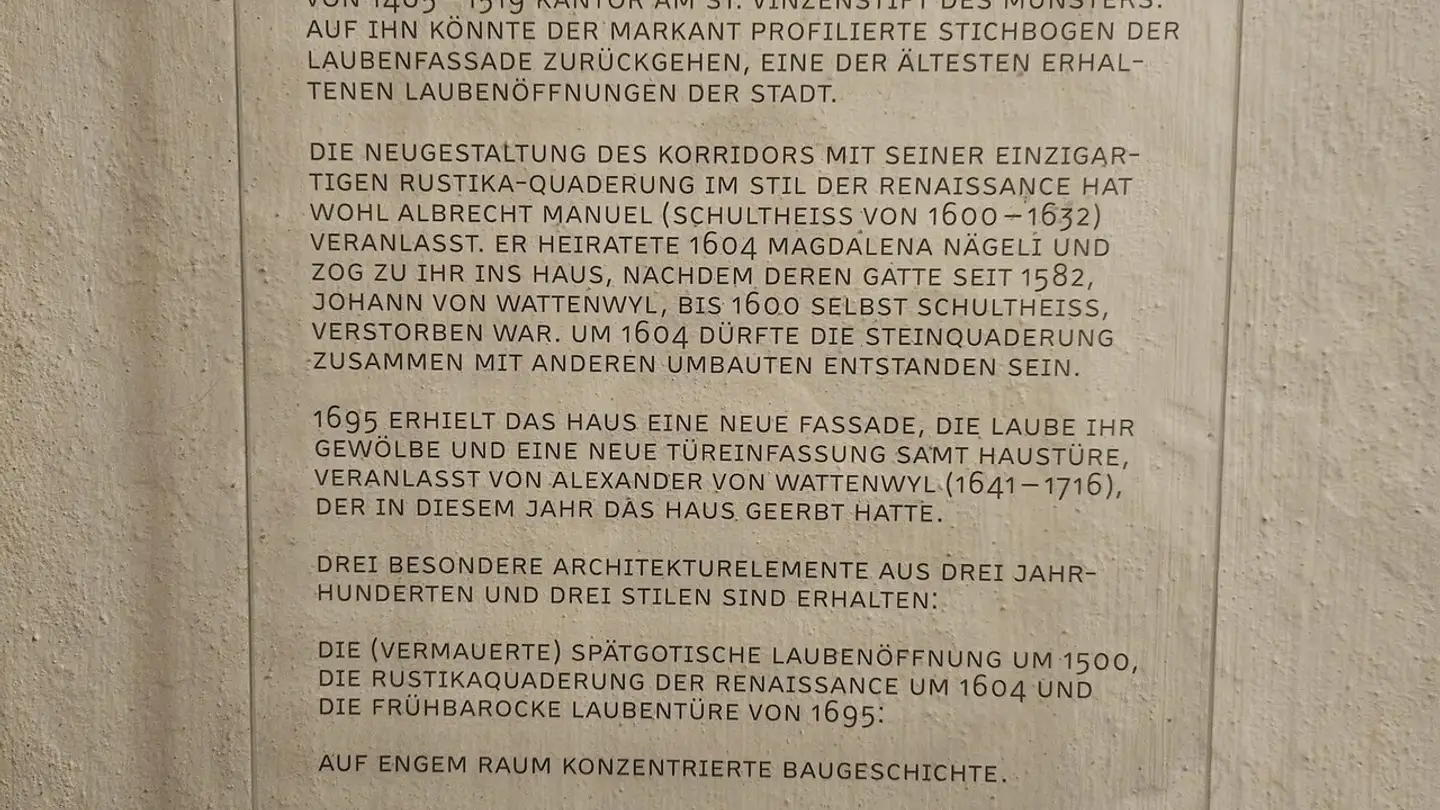 KANTOR AM ST. VINZENSTIFT DES MÜNSTERS.
AUF IHN KÖNNTE DER MARKANT PROFILIERTE STICHBOGEN DER
LAUBENFASSADE ZURÜCKGEHEN, EINE DER ÄLTESTEN ERHAL-
TENEN LAUBENÖFFNUNGEN DER STADT.
DIE NEUGESTALTUNG DES KORRIDORS MIT SEINER EINZIGAR-
TIGEN RUSTIKA-QUADERUNG IM STIL DER RENAISSANCE HAT
WOHL ALBRECHT MANUEL (SCHULTHEISS VON 1600–1632)
VERANLASST. ER HEIRATETE 1604 MAGDALENA NÄGELI UND
ZOG ZU IHR INS HAUS, NACHDEM DEREN GATTE SEIT 1582,
JOHANN VON WATTENWYL, BIS 1600 SELBST SCHULTHEISS,
VERSTORBEN WAR. UM 1604 DÜRFTE DIE STEINQUADERUNG
ZUSAMMEN MIT ANDEREN UMBAUTEN ENTSTANDEN SEIN.
1695 ERHIELT DAS HAUS EINE NEUE FASSADE, DIE LAUBE IHR
GEWÖLBE UND EINE NEUE TÜREINFASSUNG SAMT HAUSTÜRE,
VERANLASST VON ALEXANDER VON WATTENWYL (1641–1716),
DER IN DIESEM JAHR DAS HAUS GEERBT HATTE.
DREI BESONDERE ARCHITEKTURELEMENTE AUS DREI JAHR-
HUNDERTEN UND DREI STILEN SIND ERHALTEN:
DIE (VERMAUERTE) SPÄTGOTISCHE LAUBENÖFFNUNG UM 1500,
DIE RUSTIKAQUADERUNG DER RENAISSANCE UM 1604 UND
DIE FRÜHBAROCKE LAUBENTÜRE VON 1695:
AUF ENGEM RAUM KONZENTRIERTE BAUGESCHICHTE.